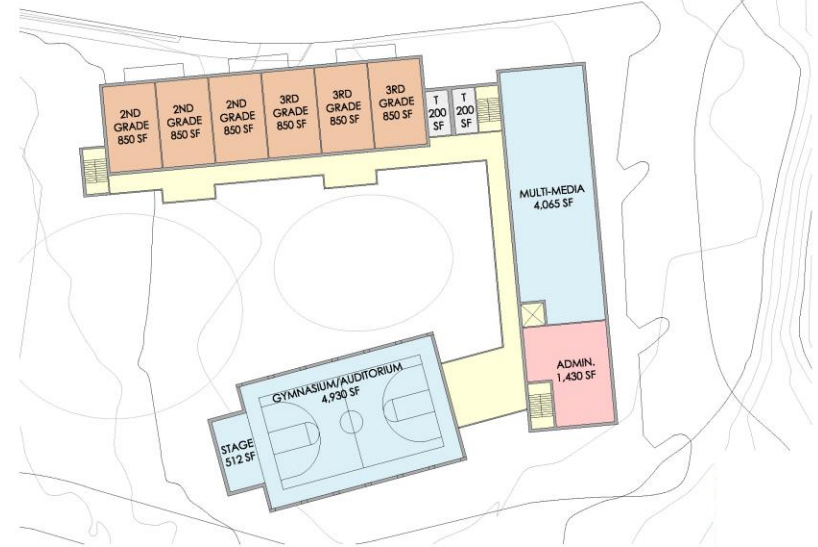 2ND
GRADE
850 SF
2ND
GRADE
850 SF
2ND
GRADE
850 SF
3RD
GRADE
850 SF
3RD
GRADE
850 SF
3RD
GRADE
850 SF
T
200
SF
T
200
SF
MULTI-MEDIA
4,065 SF
ADMIN.
1,430 SF
GYMNASIUM/AUDITORIUM
4,930 SF
STAGE
512 SF